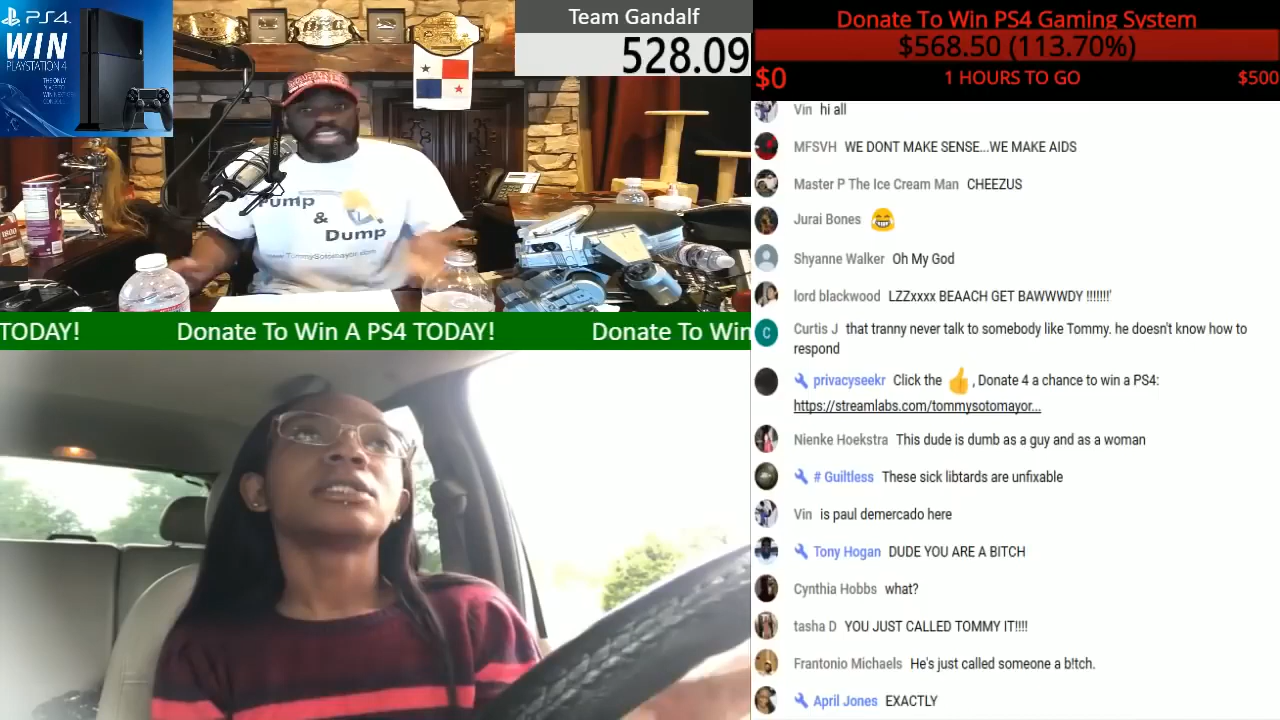 PS4
WIN
PLAYSTATION 4
Team Gandalf
528.09
Pump
&
Dump
www.TommySotomayor.com
1800
TODAY! Donate To Win A PS4 TODAY! Donate To Win
Donate To Win PS4 Gaming System
$568.50 (113.70%)
$0 1 HOURS TO GO $500
Vin hi all
MFSVH WE DONT MAKE SENSE...WE MAKE AIDS
Master P The Ice Cream Man CHEEZUS
Jurai Bones 😁
Shyanne Walker Oh My God
lord blackwood LZZxxxx BEAACH GET BAWWWDY !!!!!!!'
C Curtis J that tranny never talk to somebody like Tommy. he doesn't know how to
respond
privacyseekr Click the 👍, Donate 4 a chance to win a PS4:
https://streamlabs.com/tommysotomayor...
Nienke Hoekstra This dude is dumb as a guy and as a woman
# Guiltless These sick libtards are unfixable
Vin is paul demercado here
Tony Hogan DUDE YOU ARE A BITCH
Cynthia Hobbs what?
tasha D YOU JUST CALLED TOMMY IT!!!!
Frantonio Michaels He's just called someone a b!tch.
April Jones EXACTLY